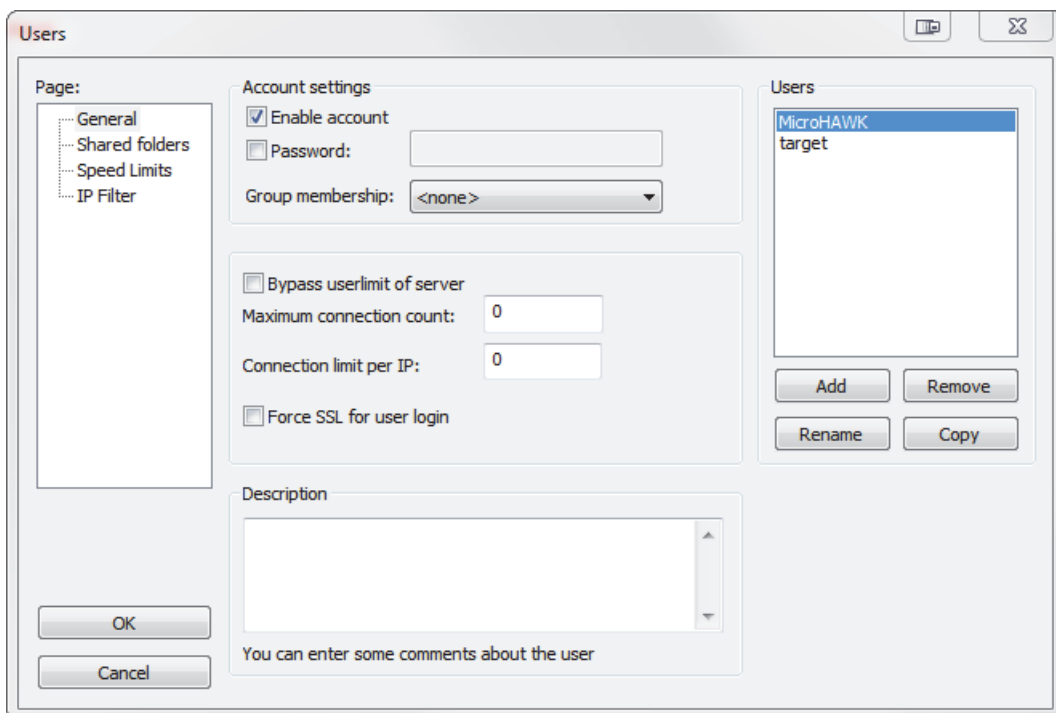 Users
Page:
General
Shared folders
Speed Limits
IP Filter
OK
Cancel
Account settings
Enable account
Password:
Group membership: <none>
Bypass userlimit of server
Maximum connection count: 0
Connection limit per IP: 0
Force SSL for user login
Description
You can enter some comments about the user
Users
MicroHAWK
target
Add Remove
Rename Copy